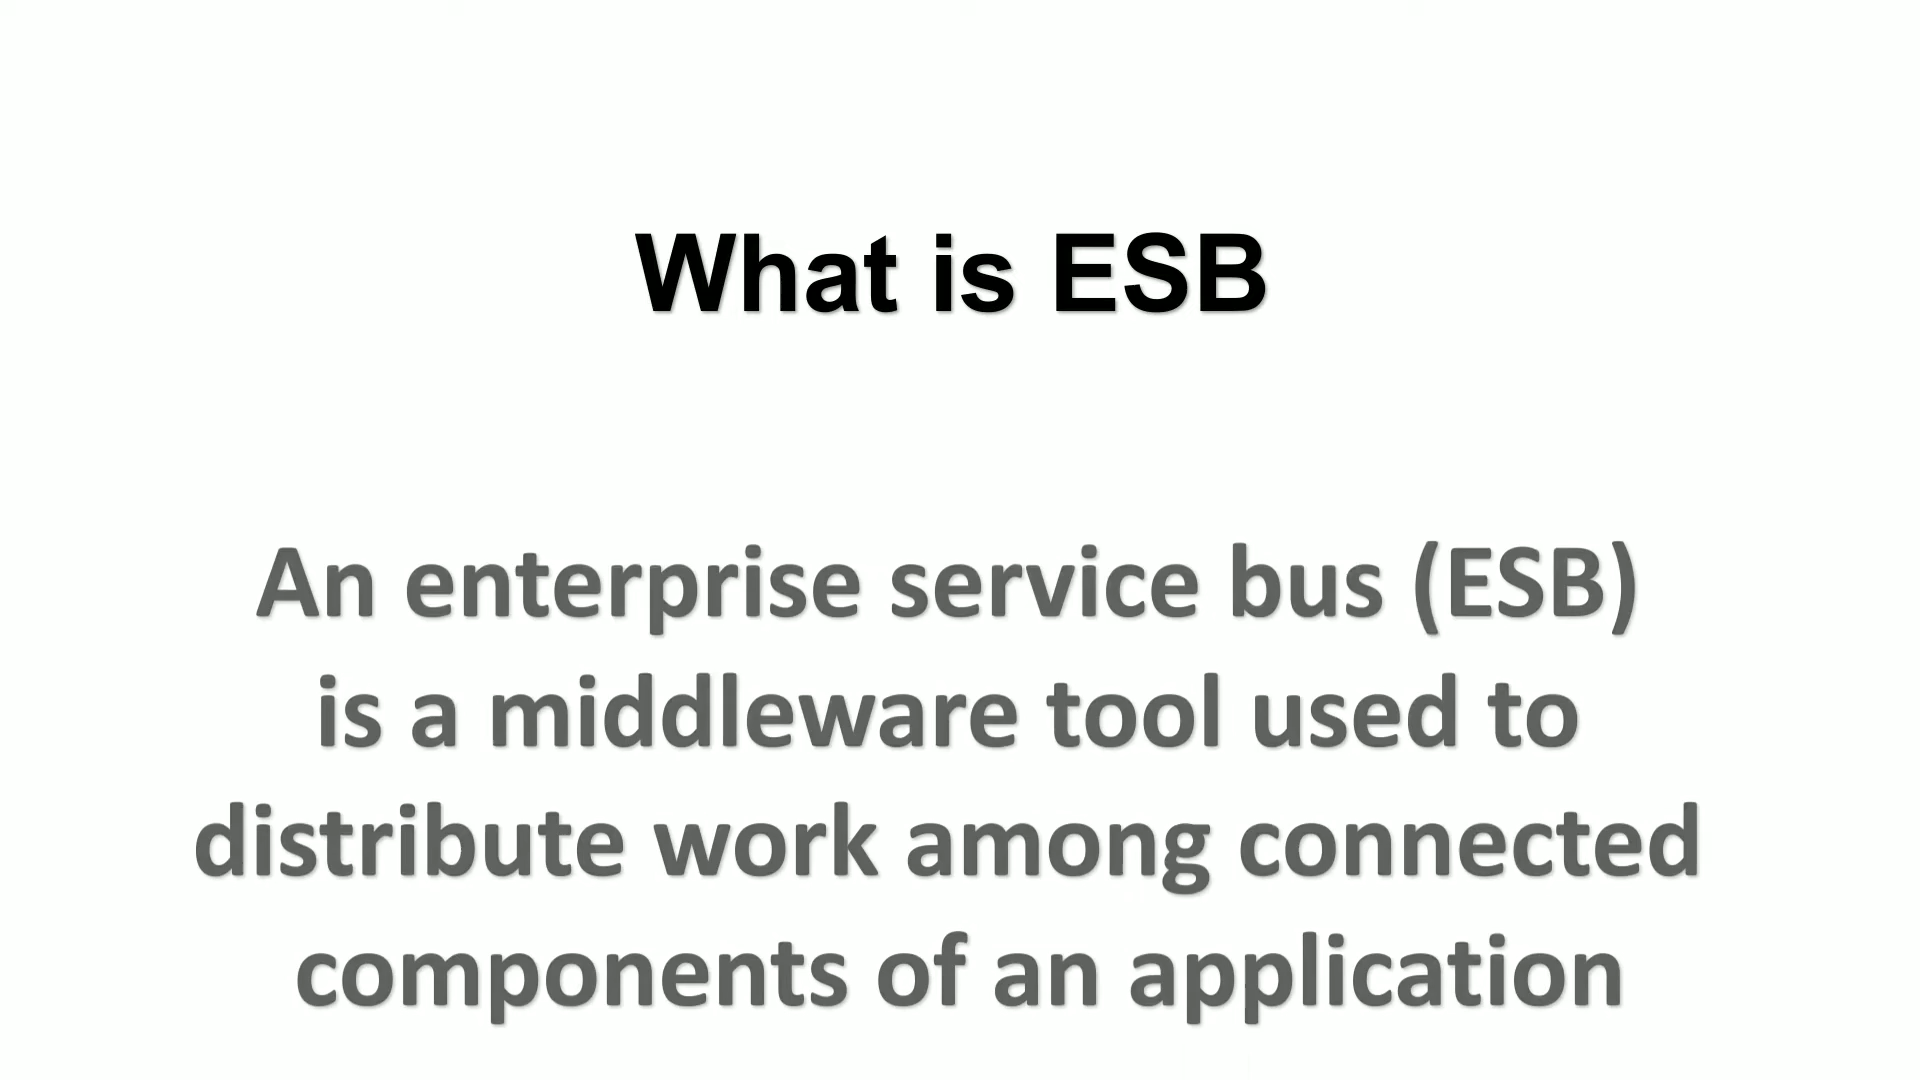 What is ESB
An enterprise service bus (ESB)
is a middleware tool used to
distribute work among connected
components of an application